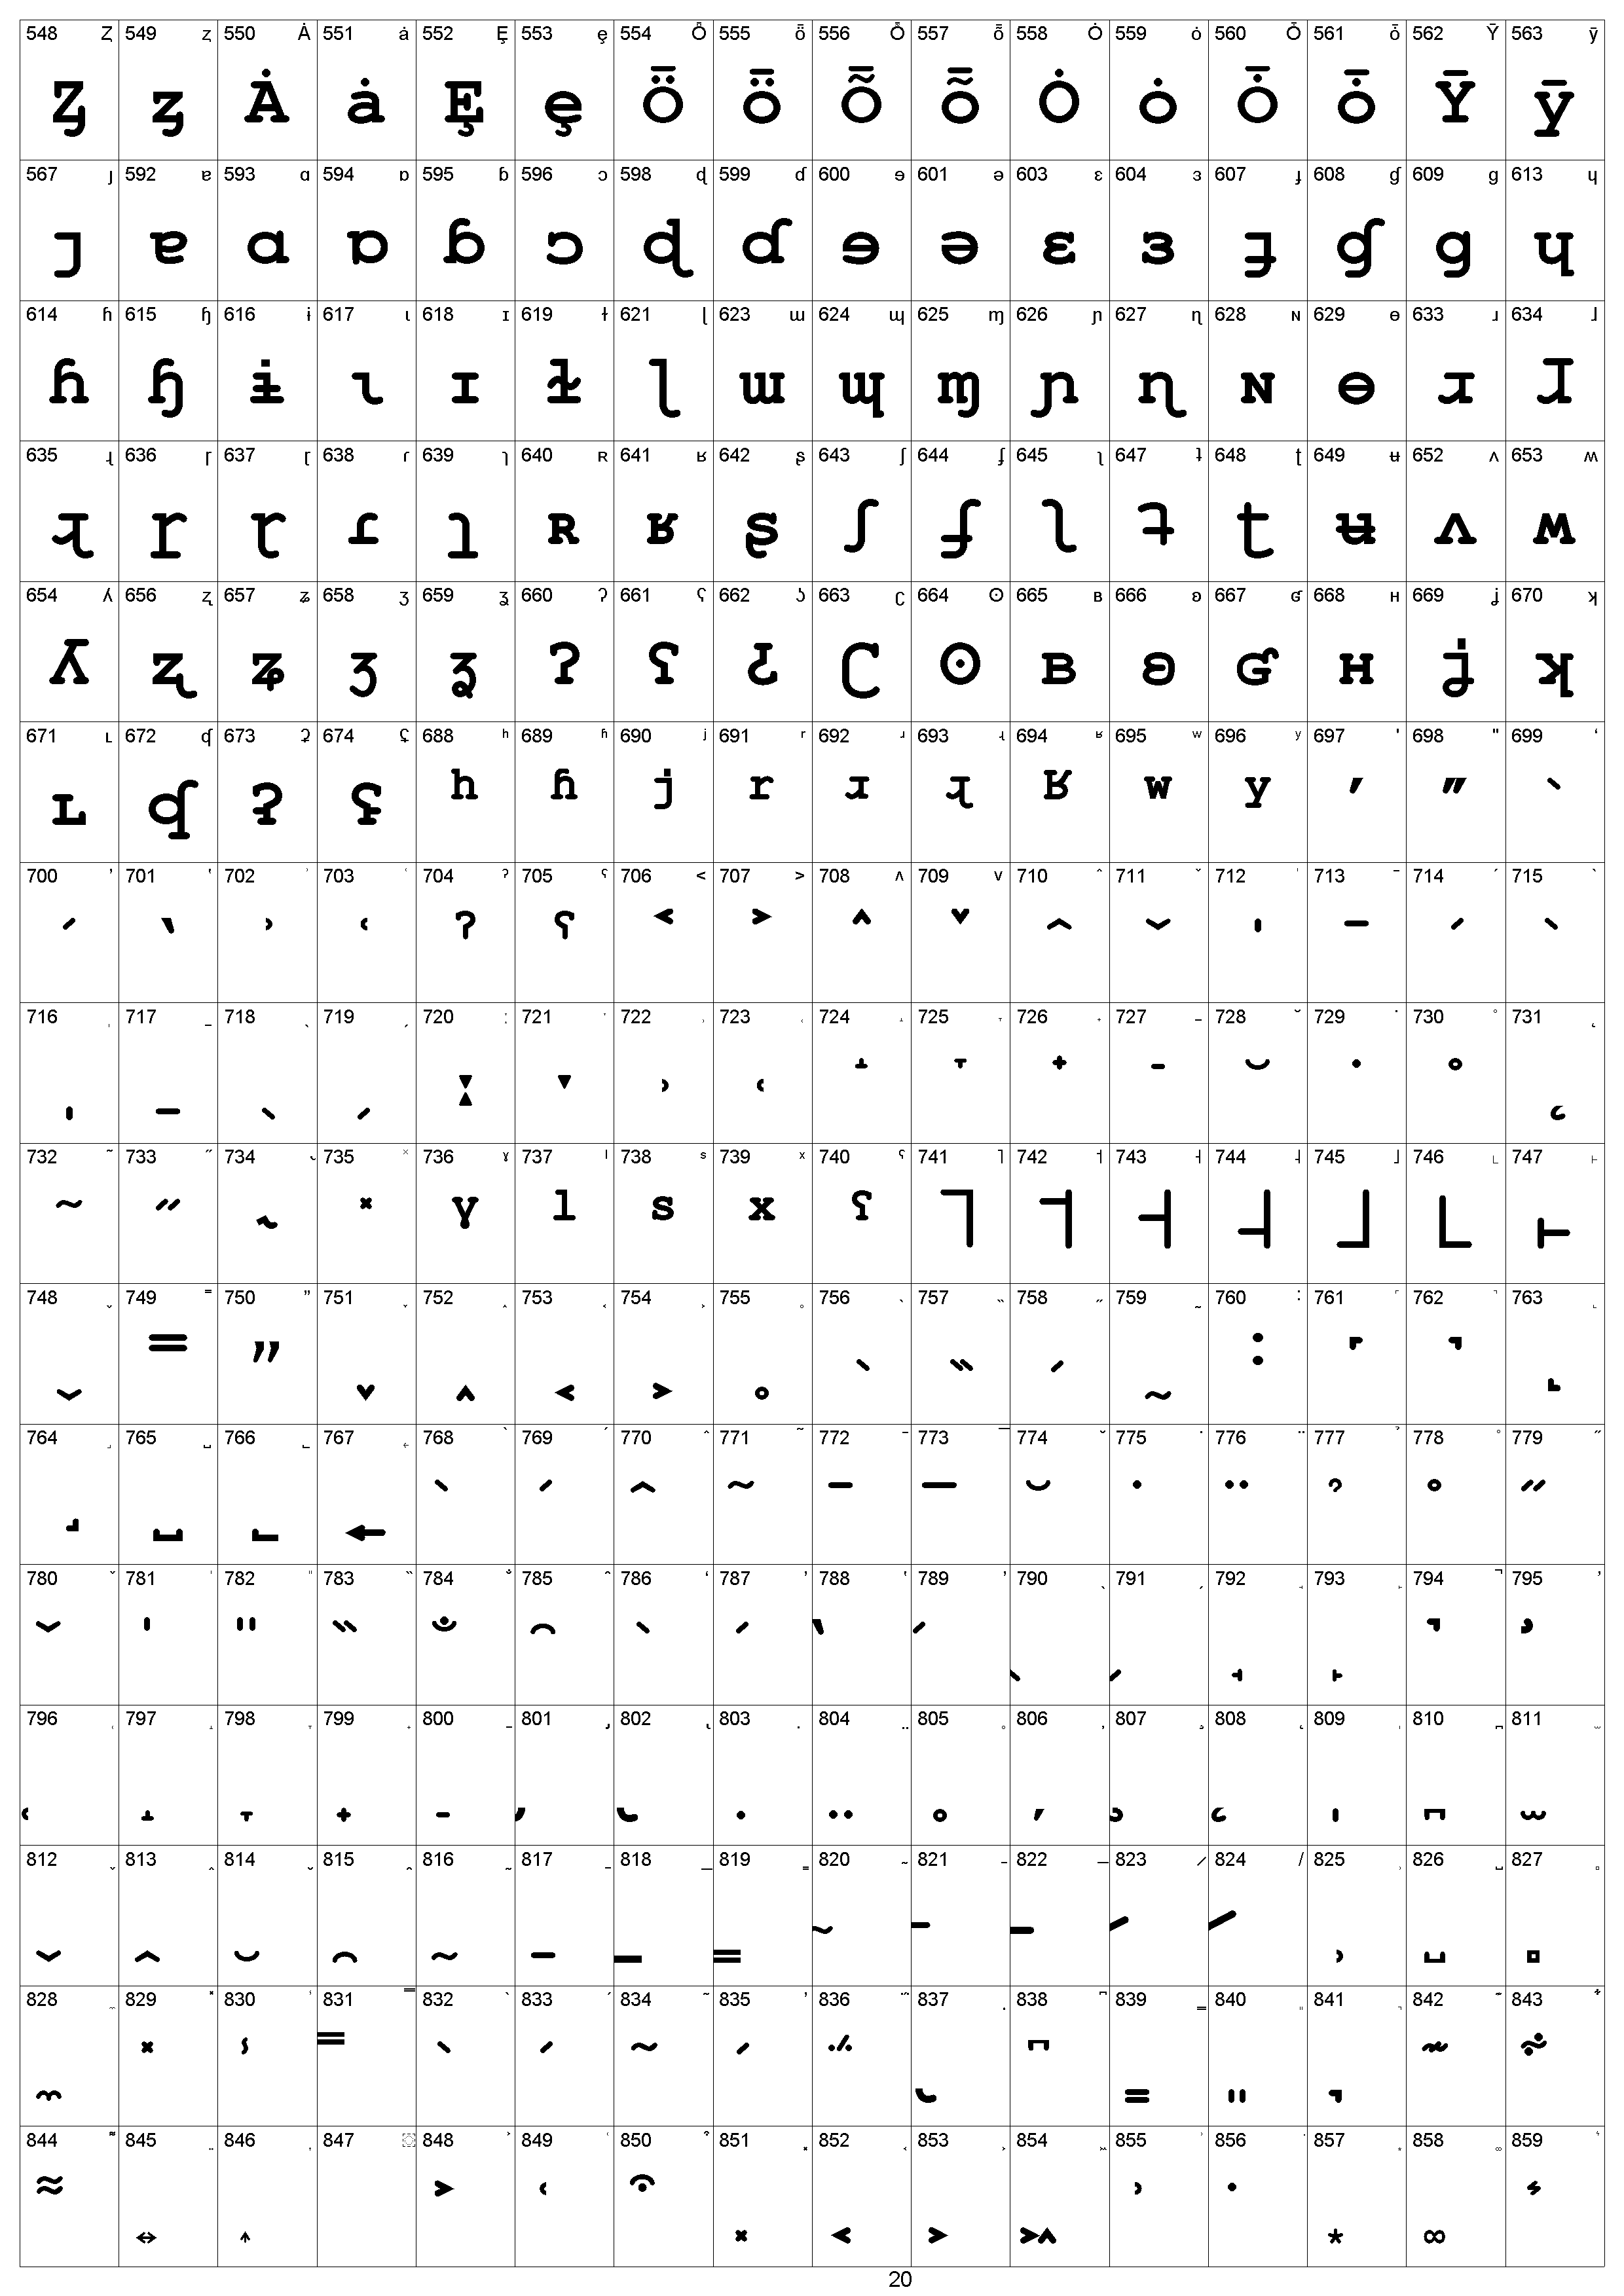 548 Ȥ 549 ȥ 550 Ȧ 551 ȧ 552 Ȩ 553 ȩ 554 Ȫ 555 ȫ 556 Ȭ 557 ȭ 558 Ȯ 559 ȯ 560 Ȱ 561 ȱ 562 Ȳ 563 ȳ
Ȥ ȥ Ȧ ȧ Ȩ ȩ Ȫ ȫ Ȭ ȭ Ȯ ȯ Ȱ ȱ Ȳ ȳ
567 ȷ 592 ɐ 593 ɑ 594 ɒ 595 ɓ 596 ɔ 598 ɖ 599 ɗ 600 ɘ 601 ə 603 ɛ 604 ɜ 607 ɟ 608 ɠ 609 ɡ 613 ɥ
ȷ ɐ ɑ ɒ ɓ ɔ ɖ ɗ ɘ ə ɛ ɜ ɟ ɠ ɡ ɥ
614 ɦ 615 ɧ 616 ɨ 617 ɩ 618 ɪ 619 ɫ 621 ɭ 623 ɯ 624 ɰ 625 ɱ 626 ɲ 627 ɳ 628 ɴ 629 ɵ 633 ɹ 634 ɺ
ɦ ɧ ɨ ɩ ɪ ɫ ɭ ɯ ɰ ɱ ɲ ɳ ɴ ɵ ɹ ɺ
635 ɻ 636 ɼ 637 ɽ 638 ɾ 639 ɿ 640 ʀ 641 ʁ 642 ʂ 643 ʃ 644 ʄ 645 ʅ 647 ʇ 648 ʈ 649 ʉ 652 ʌ 653 ʍ
ɻ ɼ ɽ ɾ ɿ ʀ ʁ ʂ ʃ ʄ ʅ ʇ ʈ ʉ ʌ ʍ
654 ʎ 656 ʐ 657 ʑ 658 ʒ 659 ʓ 660 ʔ 661 ʕ 662 ʖ 663 ʗ 664 ʘ 665 ʙ 666 ʚ 667 ʛ 668 ʜ 669 ʝ 670 ʞ
ʎ ʐ ʑ ʒ ʓ ʔ ʕ ʖ ʗ ʘ ʙ ʚ ʛ ʜ ʝ ʞ
671 ʟ 672 ʠ 673 ʡ 674 ʢ 688 ʰ 689 ʱ 690 ʲ 691 ʳ 692 ʴ 693 ʵ 694 ʶ 695 ʷ 696 ʸ 697 ʹ 698 ʺ 699 ʻ
ʟ ʠ ʡ ʢ ʰ ʱ ʲ ʳ ʴ ʵ ʶ ʷ ʸ ʹ ʺ ʻ
700 ʼ 701 ʽ 702 ʾ 703 ʿ 704 ˀ 705 ˁ 706 ˂ 707 ˃ 708 ˄ 709 ˅ 710 ˆ 711 ˇ 712 ˈ 713 ˉ 714 ˊ 715 ˋ
ʼ ʽ ʾ ʿ ˀ ˁ ˂ ˃ ˄ ˅ ˆ ˇ ˈ ˉ ˊ ˋ
716 ˌ 717 ˍ 718 ˎ 719 ˏ 720 ː 721 ˑ 722 ˒ 723 ˓ 724 ˔ 725 ˕ 726 ˖ 727 ˗ 728 ˘ 729 ˙ 730 ˚ 731 ˛
ˌ ˍ ˎ ˏ ː ˑ ˒ ˓ ˔ ˕ ˖ ˗ ˘ ˙ ˚ ˛
732 ˜ 733 ˝ 734 ˞ 735 ˟ 736 ˠ 737 ˡ 738 ˢ 739 ˣ 740 ˤ 741 ˥ 742 ˦ 743 ˧ 744 ˨ 745 ˩ 746 ˪ 747 ˫
˜ ˝ ˞ ˟ ˠ ˡ ˢ ˣ ˤ ˥ ˦ ˧ ˨ ˩ ˪ ˫
748 ˬ 749 ˭ 750 ˮ 751 ˯ 752 ˰ 753 ˱ 754 ˲ 755 ˳ 756 ˴ 757 ˵ 758 ˶ 759 ˷ 760 ˸ 761 ˹ 762 ˺ 763 ˻
ˬ ˭ ˮ ˯ ˰ ˱ ˲ ˳ ˴ ˵ ˶ ˷ ˸ ˹ ˺ ˻
764 ˼ 765 ˽ 766 ˾ 767 ˿ 768 ̀ 769 ́ 770 ̂ 771 ̃ 772 ̄ 773 ̅ 774 ̆ 775 ̇ 776 ̈ 777 ̉ 778 ̊ 779 ̋
˼ ˽ ˾ ˿ ̀ ́ ̂ ̃ ̄ ̅ ̆ ̇ ̈ ̉ ̊ ̋
780 ̌ 781 ̍ 782 ̎ 783 ̏ 784 ̐ 785 ̑ 786 ̒ 787 ̓ 788 ̔ 789 ̕ 790 ̖ 791 ̗ 792 ̘ 793 ̙ 794 ̚ 795 ̛
̌ ̍ ̎ ̏ ̐ ̑ ̒ ̓ ̔ ̕ ̖ ̗ ̘ ̙ ̚ ̛
796 ̜ 797 ̝ 798 ̞ 799 ̟ 800 ̠ 801 ̡ 802 ̢ 803 ̣ 804 ̤ 805 ̥ 806 ̦ 807 ̧ 808 ̨ 809 ̩ 810 ̪ 811 ̫
̜ ̝ ̞ ̟ ̠ ̡ ̢ ̣ ̤ ̥ ̦ ̧ ̨ ̩ ̪ ̫
812 ̬ 813 ̭ 814 ̮ 815 ̯ 816 ̰ 817 ̱ 818 ̲ 819 ̳ 820 ̴ 821 ̵ 822 ̶ 823 ̷ 824 ̸ 825 ̹ 826 ̺ 827 ̻
̬ ̭ ̮ ̯ ̰ ̱ ̲ ̳ ̴ ̵ ̶ ̷ ̸ ̹ ̺ ̻
828 ̼ 829 ̽ 830 ̾ 831 ̿ 832 ̀ 833 ́ 834 ͂ 835 ̓ 836 ̈́ 837 ͅ 838 ͆ 839 ͇ 840 ͈ 841 ͉ 842 ͊ 843 ͋
̼ ̽ ̾ ̿ ̀ ́ ͂ ̓ ̈́ ͅ ͆ ͇ ͈ ͉ ͊ ͋
844 ͌ 845 ͍ 846 ͎ 847 ͏ 848 ͐ 849 ͑ 850 ͒ 851 ͓ 852 ͔ 853 ͕ 854 ͖ 855 ͗ 856 ͘ 857 ͙ 858 ͚ 859 ͛
͌ ͍ ͎ ͐ ͑ ͒ ͓ ͔ ͕ ͖ ͗ ͘ ͙ ͚ ͛
20